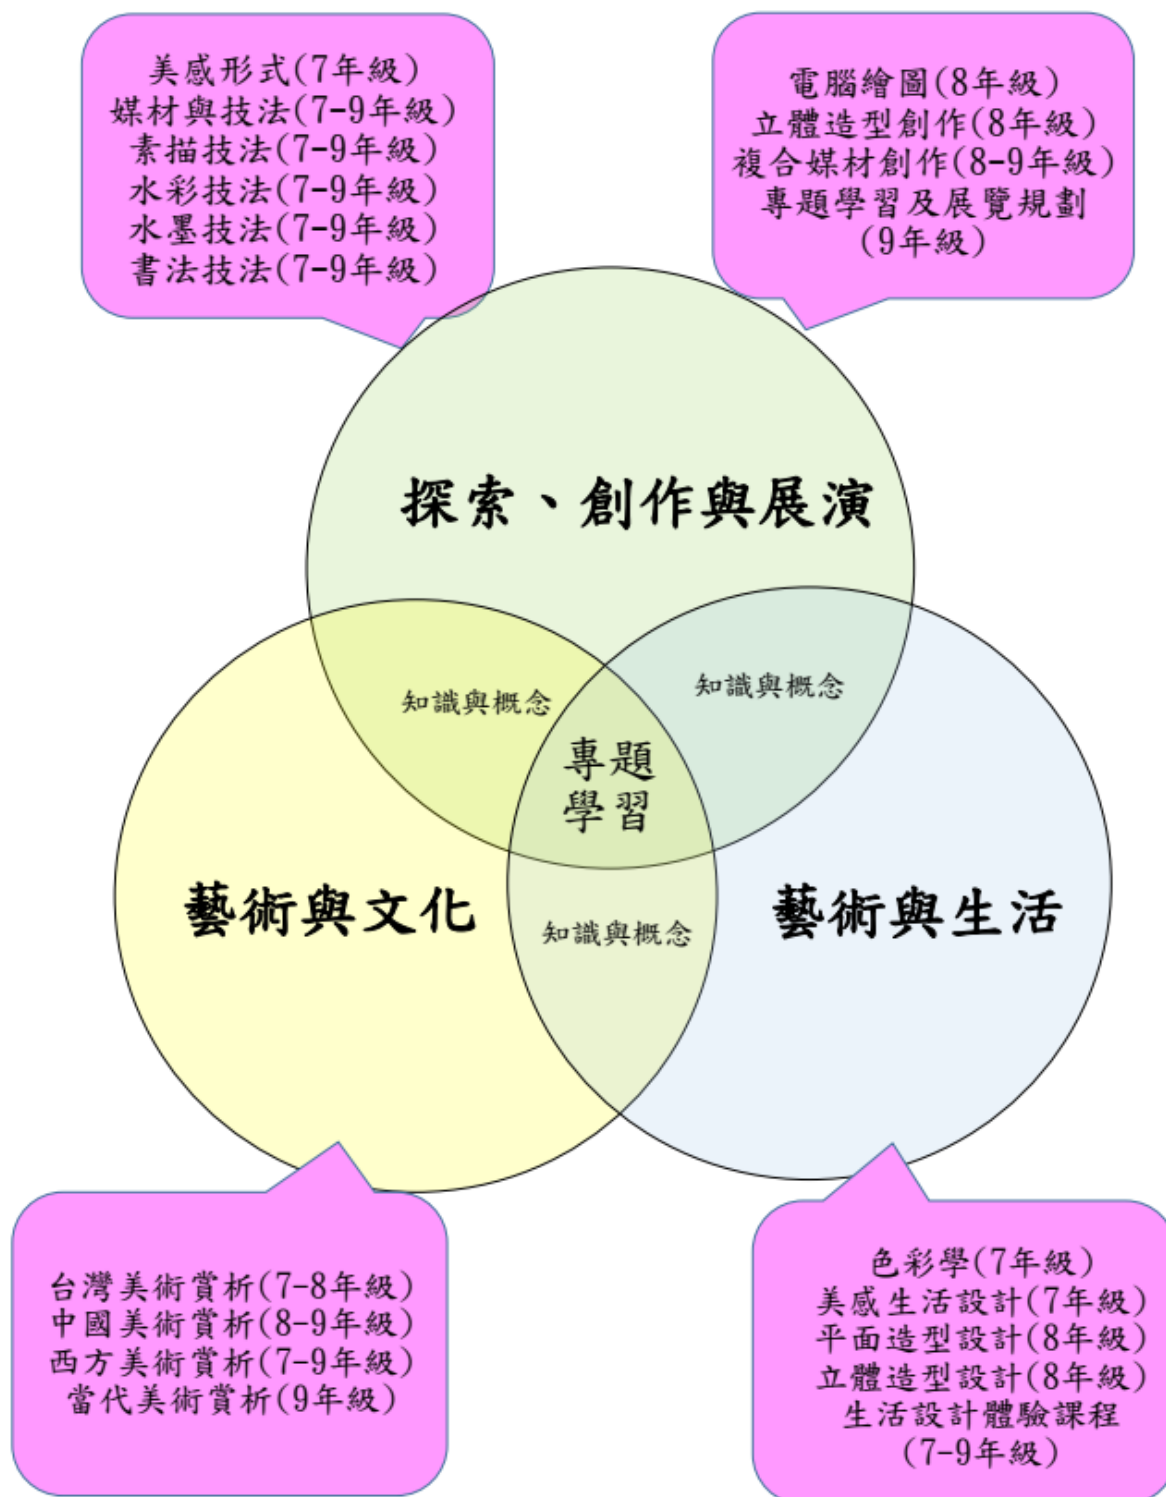 美感形式(7年級)
媒材與技法(7-9年級)
素描技法(7-9年級)
水彩技法(7-9年級)
水墨技法(7-9年級)
書法技法(7-9年級)
電腦繪圖(8年級)
立體造型創作(8年級)
複合媒材創作(8-9年級)
專題學習及展覽規劃
(9年級)
探索、創作與展演
知識與概念
知識與概念
專題
學習
藝術與文化
藝術與生活
知識與概念
台灣美術賞析(7-8年級)
中國美術賞析(8-9年級)
西方美術賞析(7-9年級)
當代美術賞析(9年級)
色彩學(7年級)
美感生活設計(7年級)
平面造型設計(8年級)
立體造型設計(8年級)
生活設計體驗課程
(7-9年級)